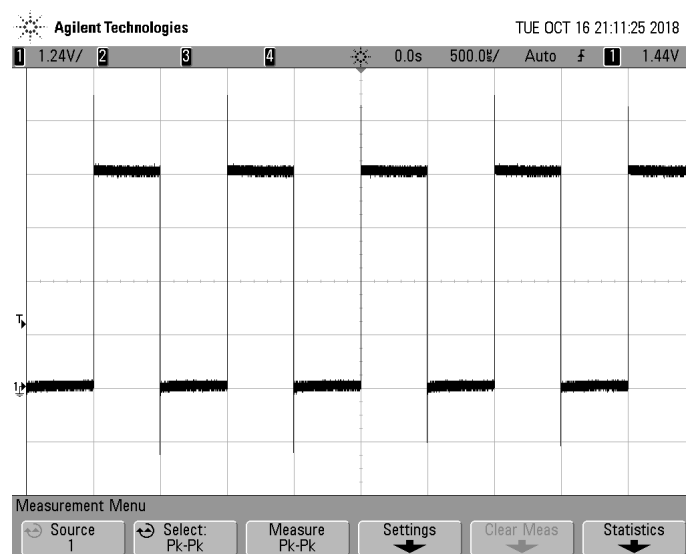 Agilent Technologies TUE OCT 16 21:11:25 2018
1 1.24V/ 2 3 4 0.0s 500.0㎲/ Auto 1 1.44V
T
1
Measurement Menu
Source
1
Select:
Pk-Pk
Measure
Pk-Pk
Settings
Clear Meas
Statistics